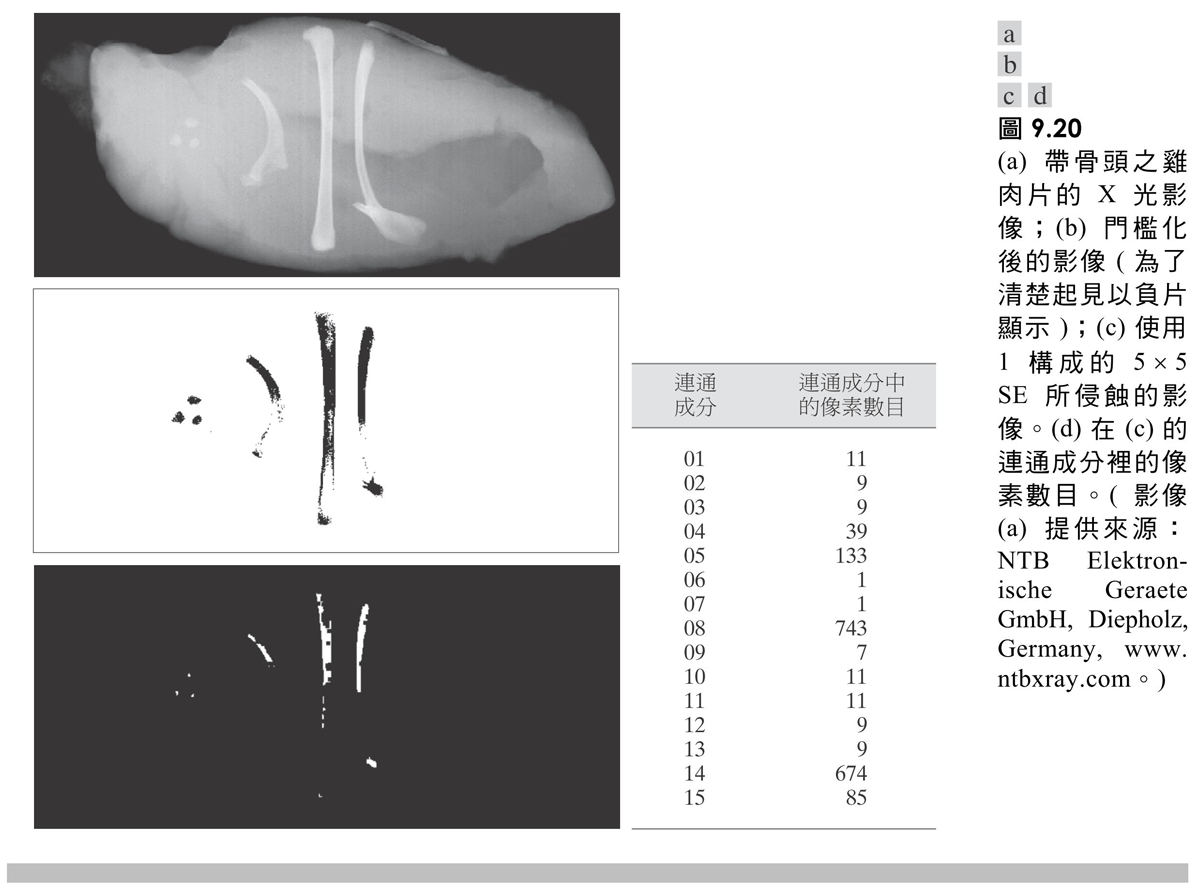 a
b
c d
圖 9.20
(a) 帶骨頭之雞
肉片的 X 光影
像；(b) 門檻化
後的影像 ( 為了
清楚起見以負片
顯示 )；(c) 使用
1 構成的 5 × 5
SE 所侵蝕的影
像。(d) 在 (c) 的
連通成分裡的像
素數目。( 影像
(a) 提供來源：
NTB Elektron-
ische Geraete
GmbH, Diepholz,
Germany, www.
ntbxray.com。)
連通 連通成分中
成分 的像素數目
01 11
02 9
03 9
04 39
05 133
06 1
07 1
08 743
09 7
10 11
11 11
12 9
13 9
14 674
15 85